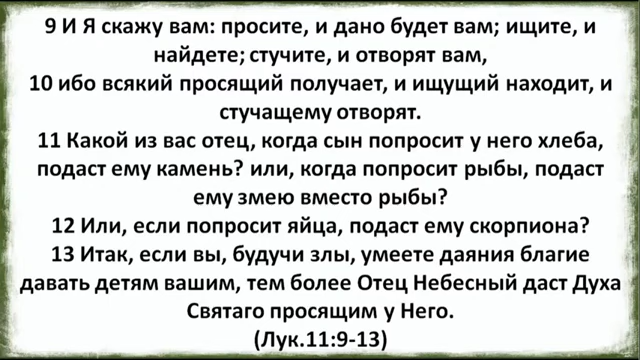 9 И Я скажу вам: просите, и дано будет вам; ищите, и
найдете; стучите, и отворят вам,
10 ибо всякий просящий получает, и ищущий находит, и
стучащему отворят.
11 Какой из вас отец, когда сын попросит у него хлеба,
подаст ему камень? или, когда попросит рыбы, подаст
ему змею вместо рыбы?
12 Или, если попросит яйца, подаст ему скорпиона?
13 Итак, если вы, будучи злы, умеете даяния благие
давать детям вашим, тем более Отец Небесный даст Духа
Святаго просящим у Него.
(Лук.11:9-13)